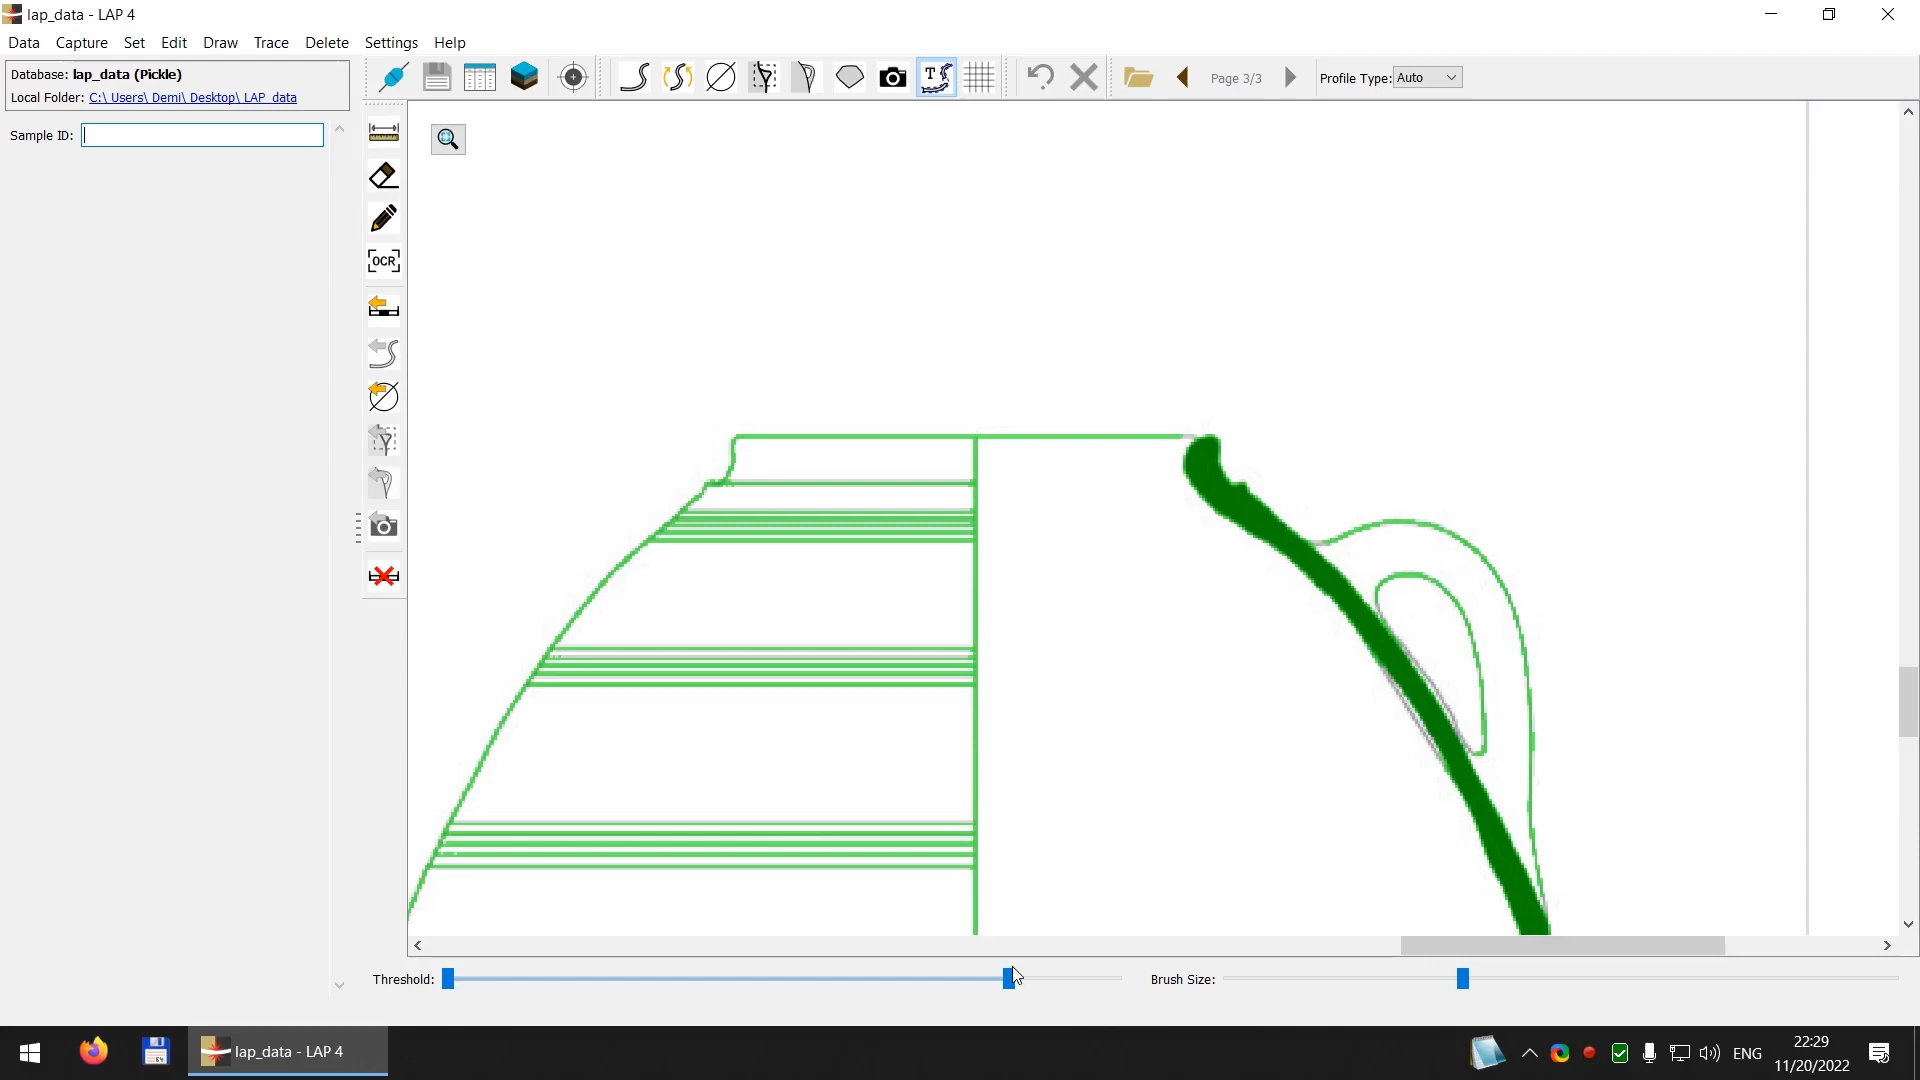 lap_data - LAP 4
Data Capture Set Edit Draw Trace Delete Settings Help
Database: lap_data (Pickle)
Local Folder: C:\ Users\ Demi\ Desktop\ LAP_data
Page 3/3
Profile Type: Auto
Sample ID:
OCR
Threshold:
Brush Size:
lap_data - LAP 4
ENG
22:29
11/20/2022